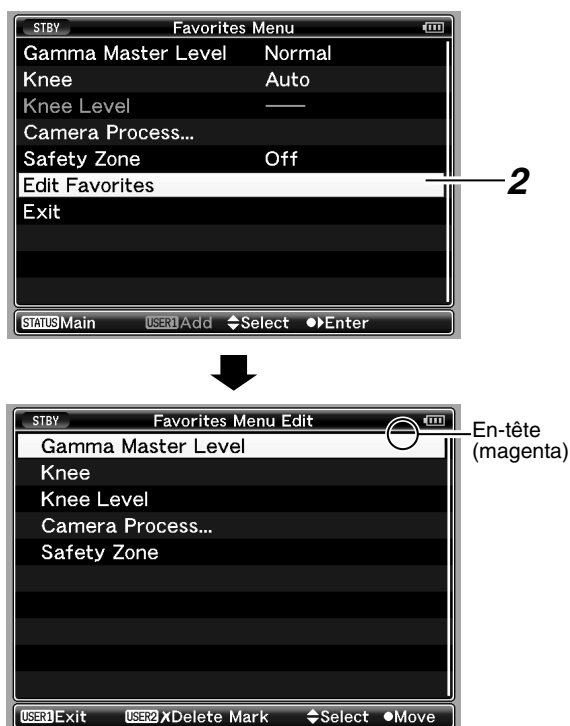 STBY Favorites Menu
Gamma Master Level Normal
Knee Auto
Knee Level ——
Camera Process...
Safety Zone Off
Edit Favorites
2
Exit
STATUS Main USER1 Add Select Enter
STBY Favorites Menu Edit
En-tête
(magenta)
Gamma Master Level
Knee
Knee Level
Camera Process...
Safety Zone
USER1 Exit USER2 XDelete Mark Select Move